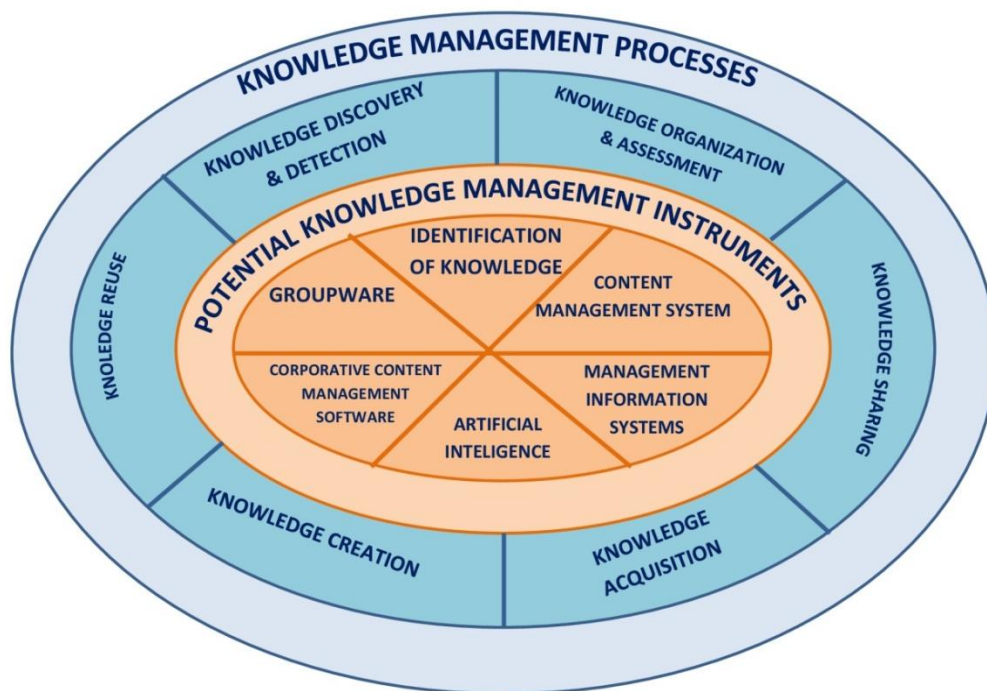 KNOWLEDGE MANAGEMENT PROCESSES
KNOWLEDGE DISCOVERY
& DETECTION
KNOWLEDGE ORGANIZATION
& ASSESSMENT
KNOWLEDGE SHARING
KNOWLEDGE
ACQUISITION
KNOWLEDGE CREATION
KNOLEDGE REUSE
POTENTIAL KNOWLEDGE MANAGEMENT INSTRUMENTS
IDENTIFICATION
OF KNOWLEDGE
CONTENT
MANAGEMENT SYSTEM
MANAGEMENT
INFORMATION
SYSTEMS
ARTIFICIAL
INTELIGENCE
CORPORATIVE CONTENT
MANAGEMENT
SOFTWARE
GROUPWARE